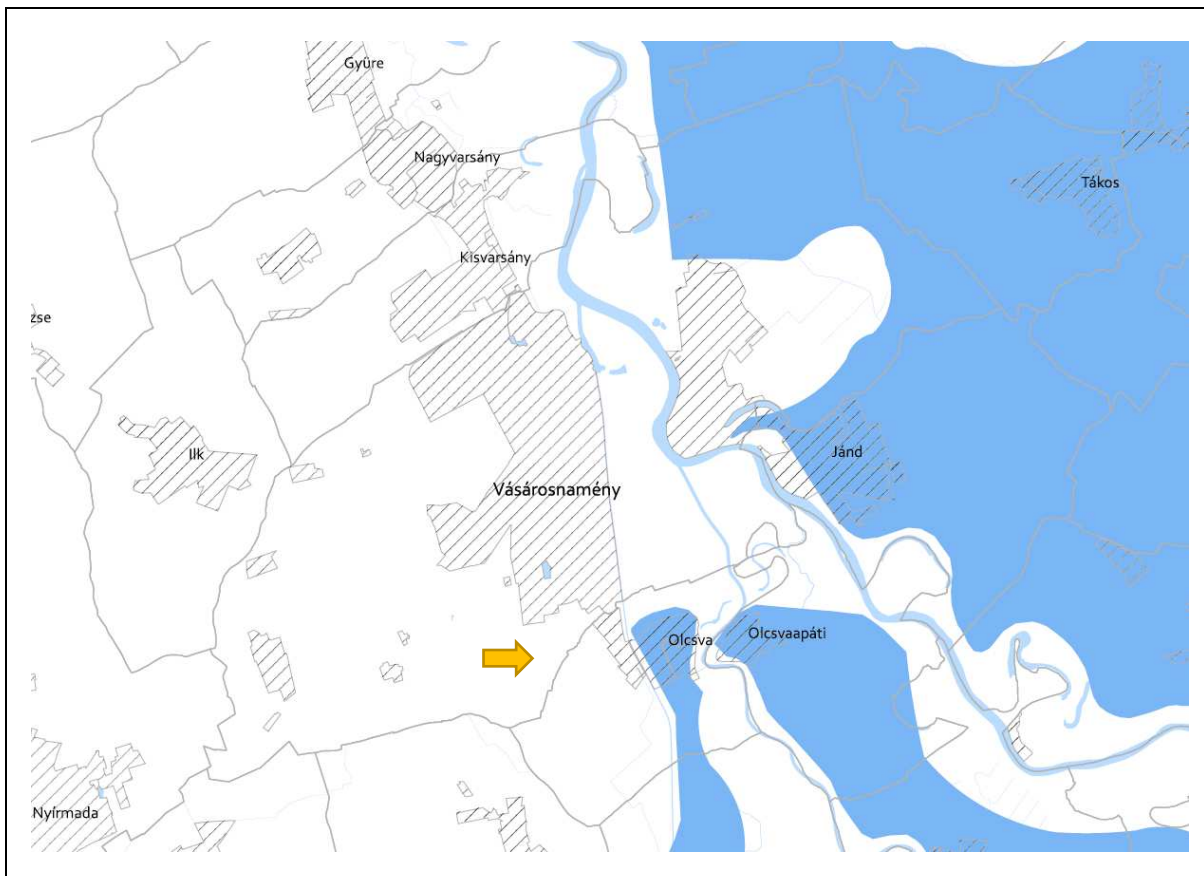 Gyüre
Nagyvarsány
Tákos
Kisvarsány
zse
Ilk
Jánd
Vásárosnamény
Olcsva
Olcsvaapáti
Nyírmada